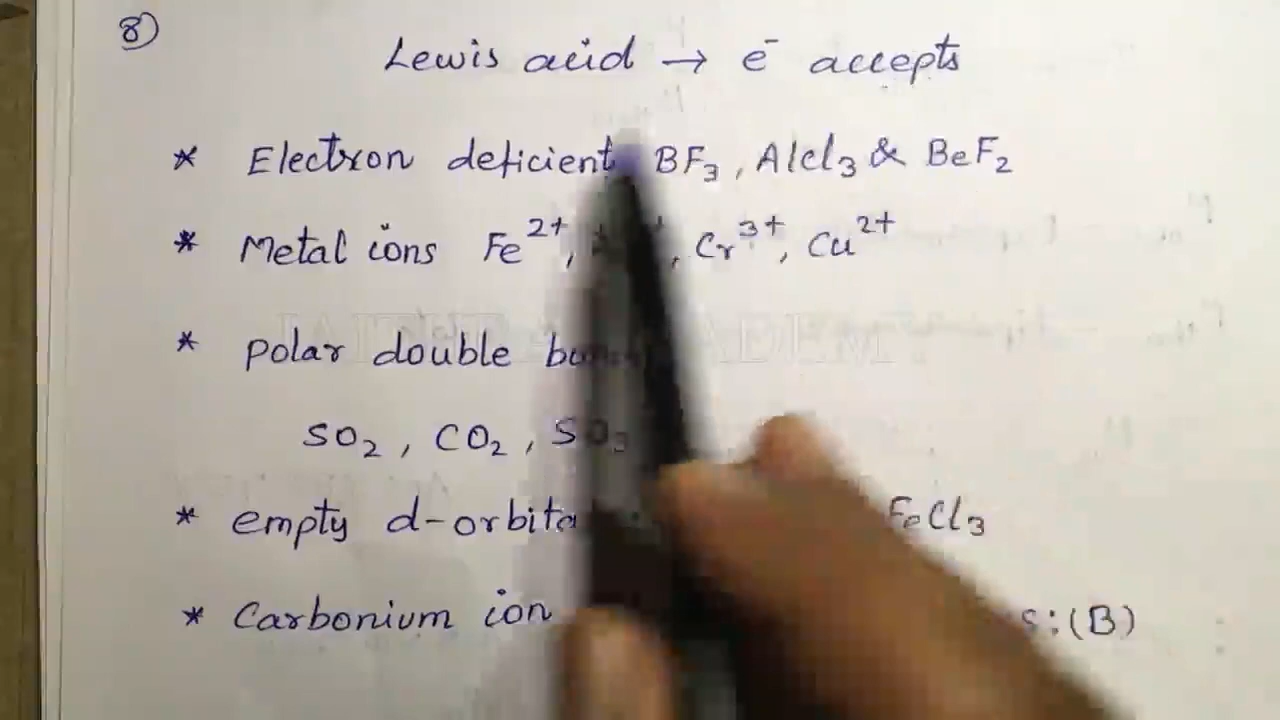 8)
Lewis acid → e⁻ accepts
* Electron deficient BF₃, AlCl₃ & BeF₂
* Metal ions Fe²⁺, Cr³⁺, Cu²⁺
* polar double
SO₂, CO₂,
* empty d-orbita FeCl₃
* Carbonium ion S:(B)